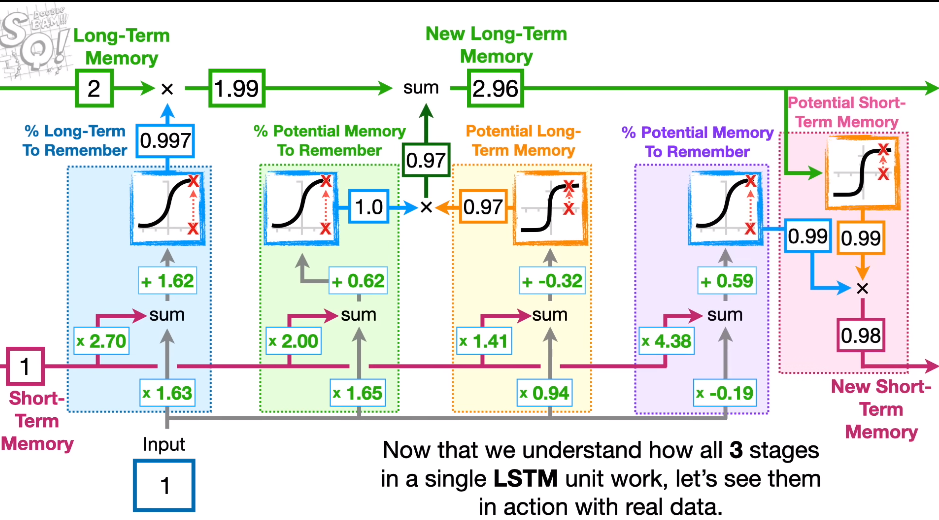 SQ!
Long-Term
Memory
New Long-Term
Memory
2
×
1.99
sum
2.96
Potential Short-
Term Memory
% Long-Term
To Remember
0.997
% Potential Memory
To Remember
0.97
Potential Long-
Term Memory
% Potential Memory
To Remember
1.0
×
0.97
0.99
0.99
×
+ 1.62
+ 0.62
+ -0.32
+ 0.59
sum
sum
sum
sum
x 2.70
x 2.00
x 1.41
x 4.38
0.98
1
Short-
Term
Memory
x 1.63
x 1.65
x 0.94
x -0.19
New Short-
Term
Memory
Input
1
Now that we understand how all 3 stages
in a single LSTM unit work, let's see them
in action with real data.